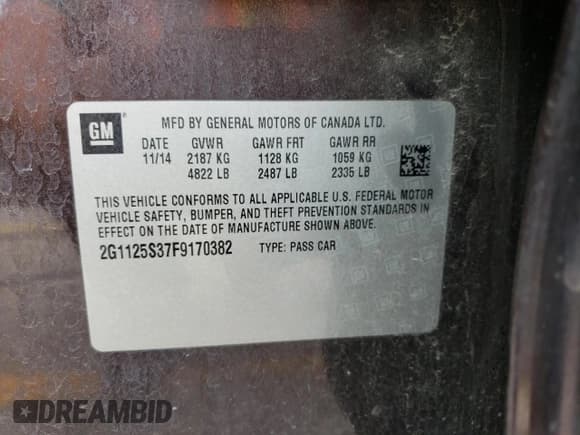 GM
MFD BY GENERAL MOTORS OF CANADA LTD.
DATE GVWR GAWR FRT GAWR RR
11/14 2187 KG 1128 KG 1059 KG
4822 LB 2487 LB 2335 LB
THIS VEHICLE CONFORMS TO ALL APPLICABLE U.S. FEDERAL MOTOR
VEHICLE SAFETY, BUMPER, AND THEFT PREVENTION STANDARDS IN
EFFECT ON THE DATE OF MANUFACTURE SHOWN ABOVE.
2G1125S37F9170382 TYPE: PASS CAR
DREAMBID